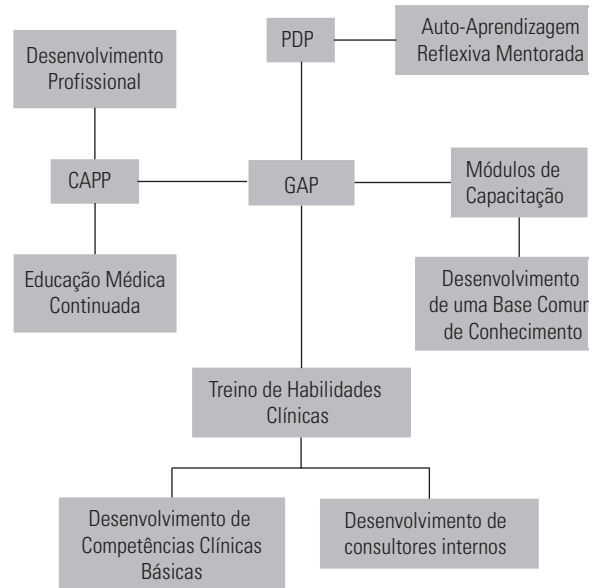 PDP
Auto-Aprendizagem
Reflexiva Mentorada
Desenvolvimento
Profissional
CAPP
GAP
Módulos de
Capacitação
Educação Médica
Continuada
Desenvolvimento
de uma Base Comum
de Conhecimento
Treino de Habilidades
Clínicas
Desenvolvimento de
Competências Clínicas
Básicas
Desenvolvimento de
consultores internos